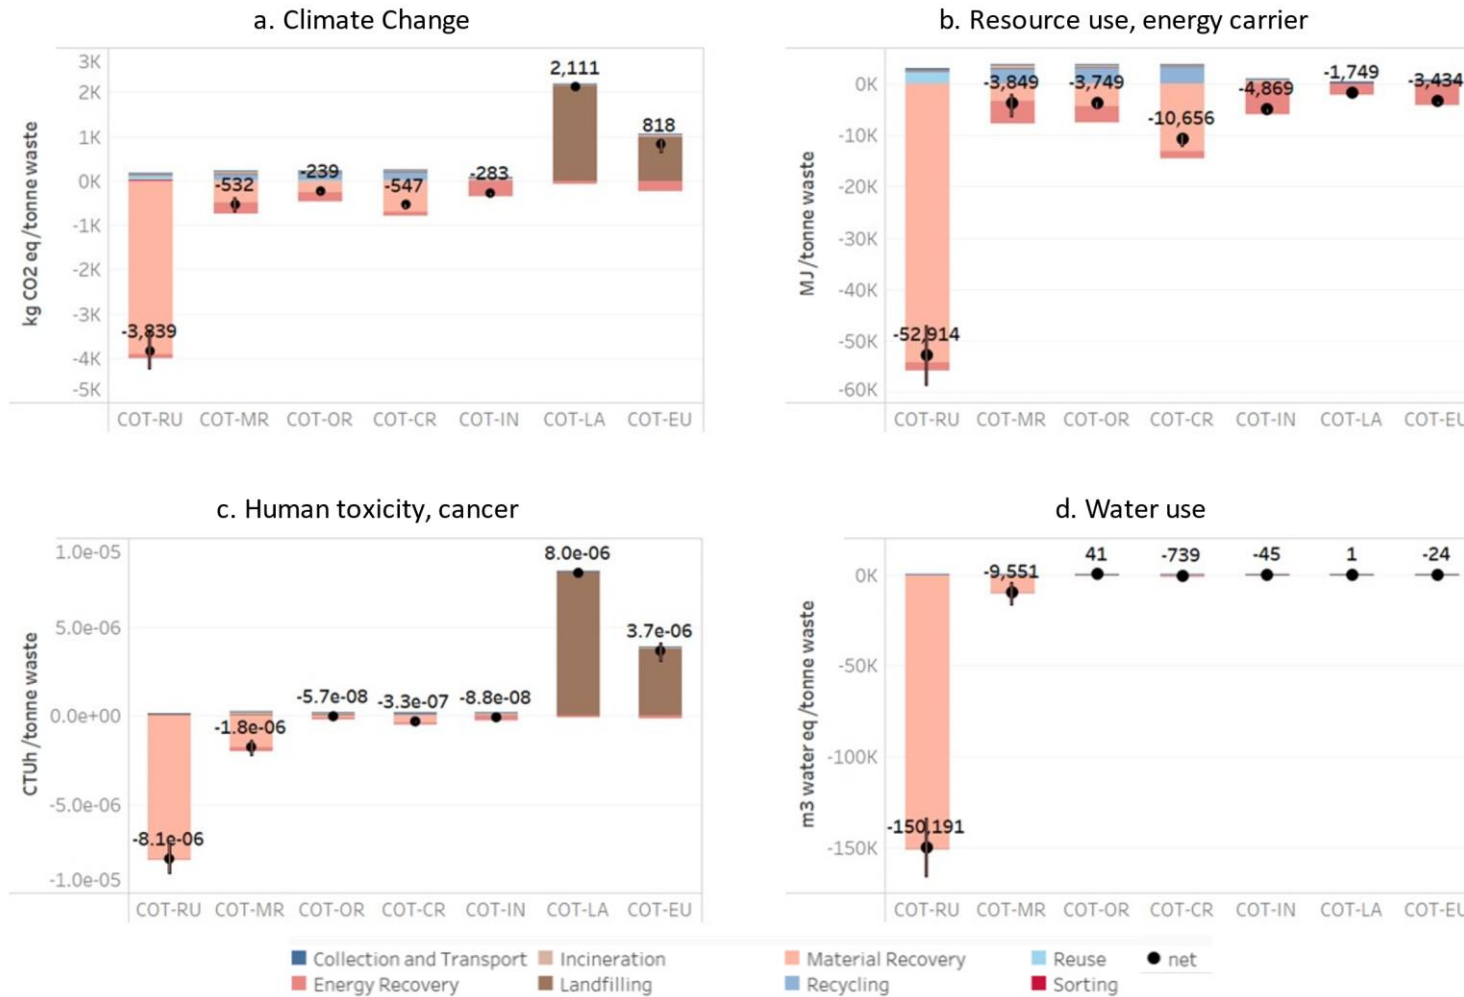 a. Climate Change
3K
2K
1K
0K
-1K
-2K
-3K
-4K
-5K
kg CO2 eq/tonne waste
-3,839
-532
-239
-547
-283
2,111
818
COT-RU COT-MR COT-OR COT-CR COT-IN COT-LA COT-EU
b. Resource use, energy carrier
0K
-10K
-20K
-30K
-40K
-50K
-60K
MJ/tonne waste
-52,914
-3,849
-3,749
-10,656
-4,869
-1,749
-3,434
COT-RU COT-MR COT-OR COT-CR COT-IN COT-LA COT-EU
c. Human toxicity, cancer
1.0e-05
5.0e-06
0.0e+00
-5.0e-06
-1.0e-05
CTUh/tonne waste
-8.1e-06
-1.8e-06
-5.7e-08
-3.3e-07
-8.8e-08
8.0e-06
3.7e-06
COT-RU COT-MR COT-OR COT-CR COT-IN COT-LA COT-EU
d. Water use
0K
-50K
-100K
-150K
m3 water eq/tonne waste
-150,191
-9,551
41
-739
-45
1
-24
COT-RU COT-MR COT-OR COT-CR COT-IN COT-LA COT-EU
Collection and Transport Incineration Material Recovery Reuse net
Energy Recovery Landfilling Recycling Sorting